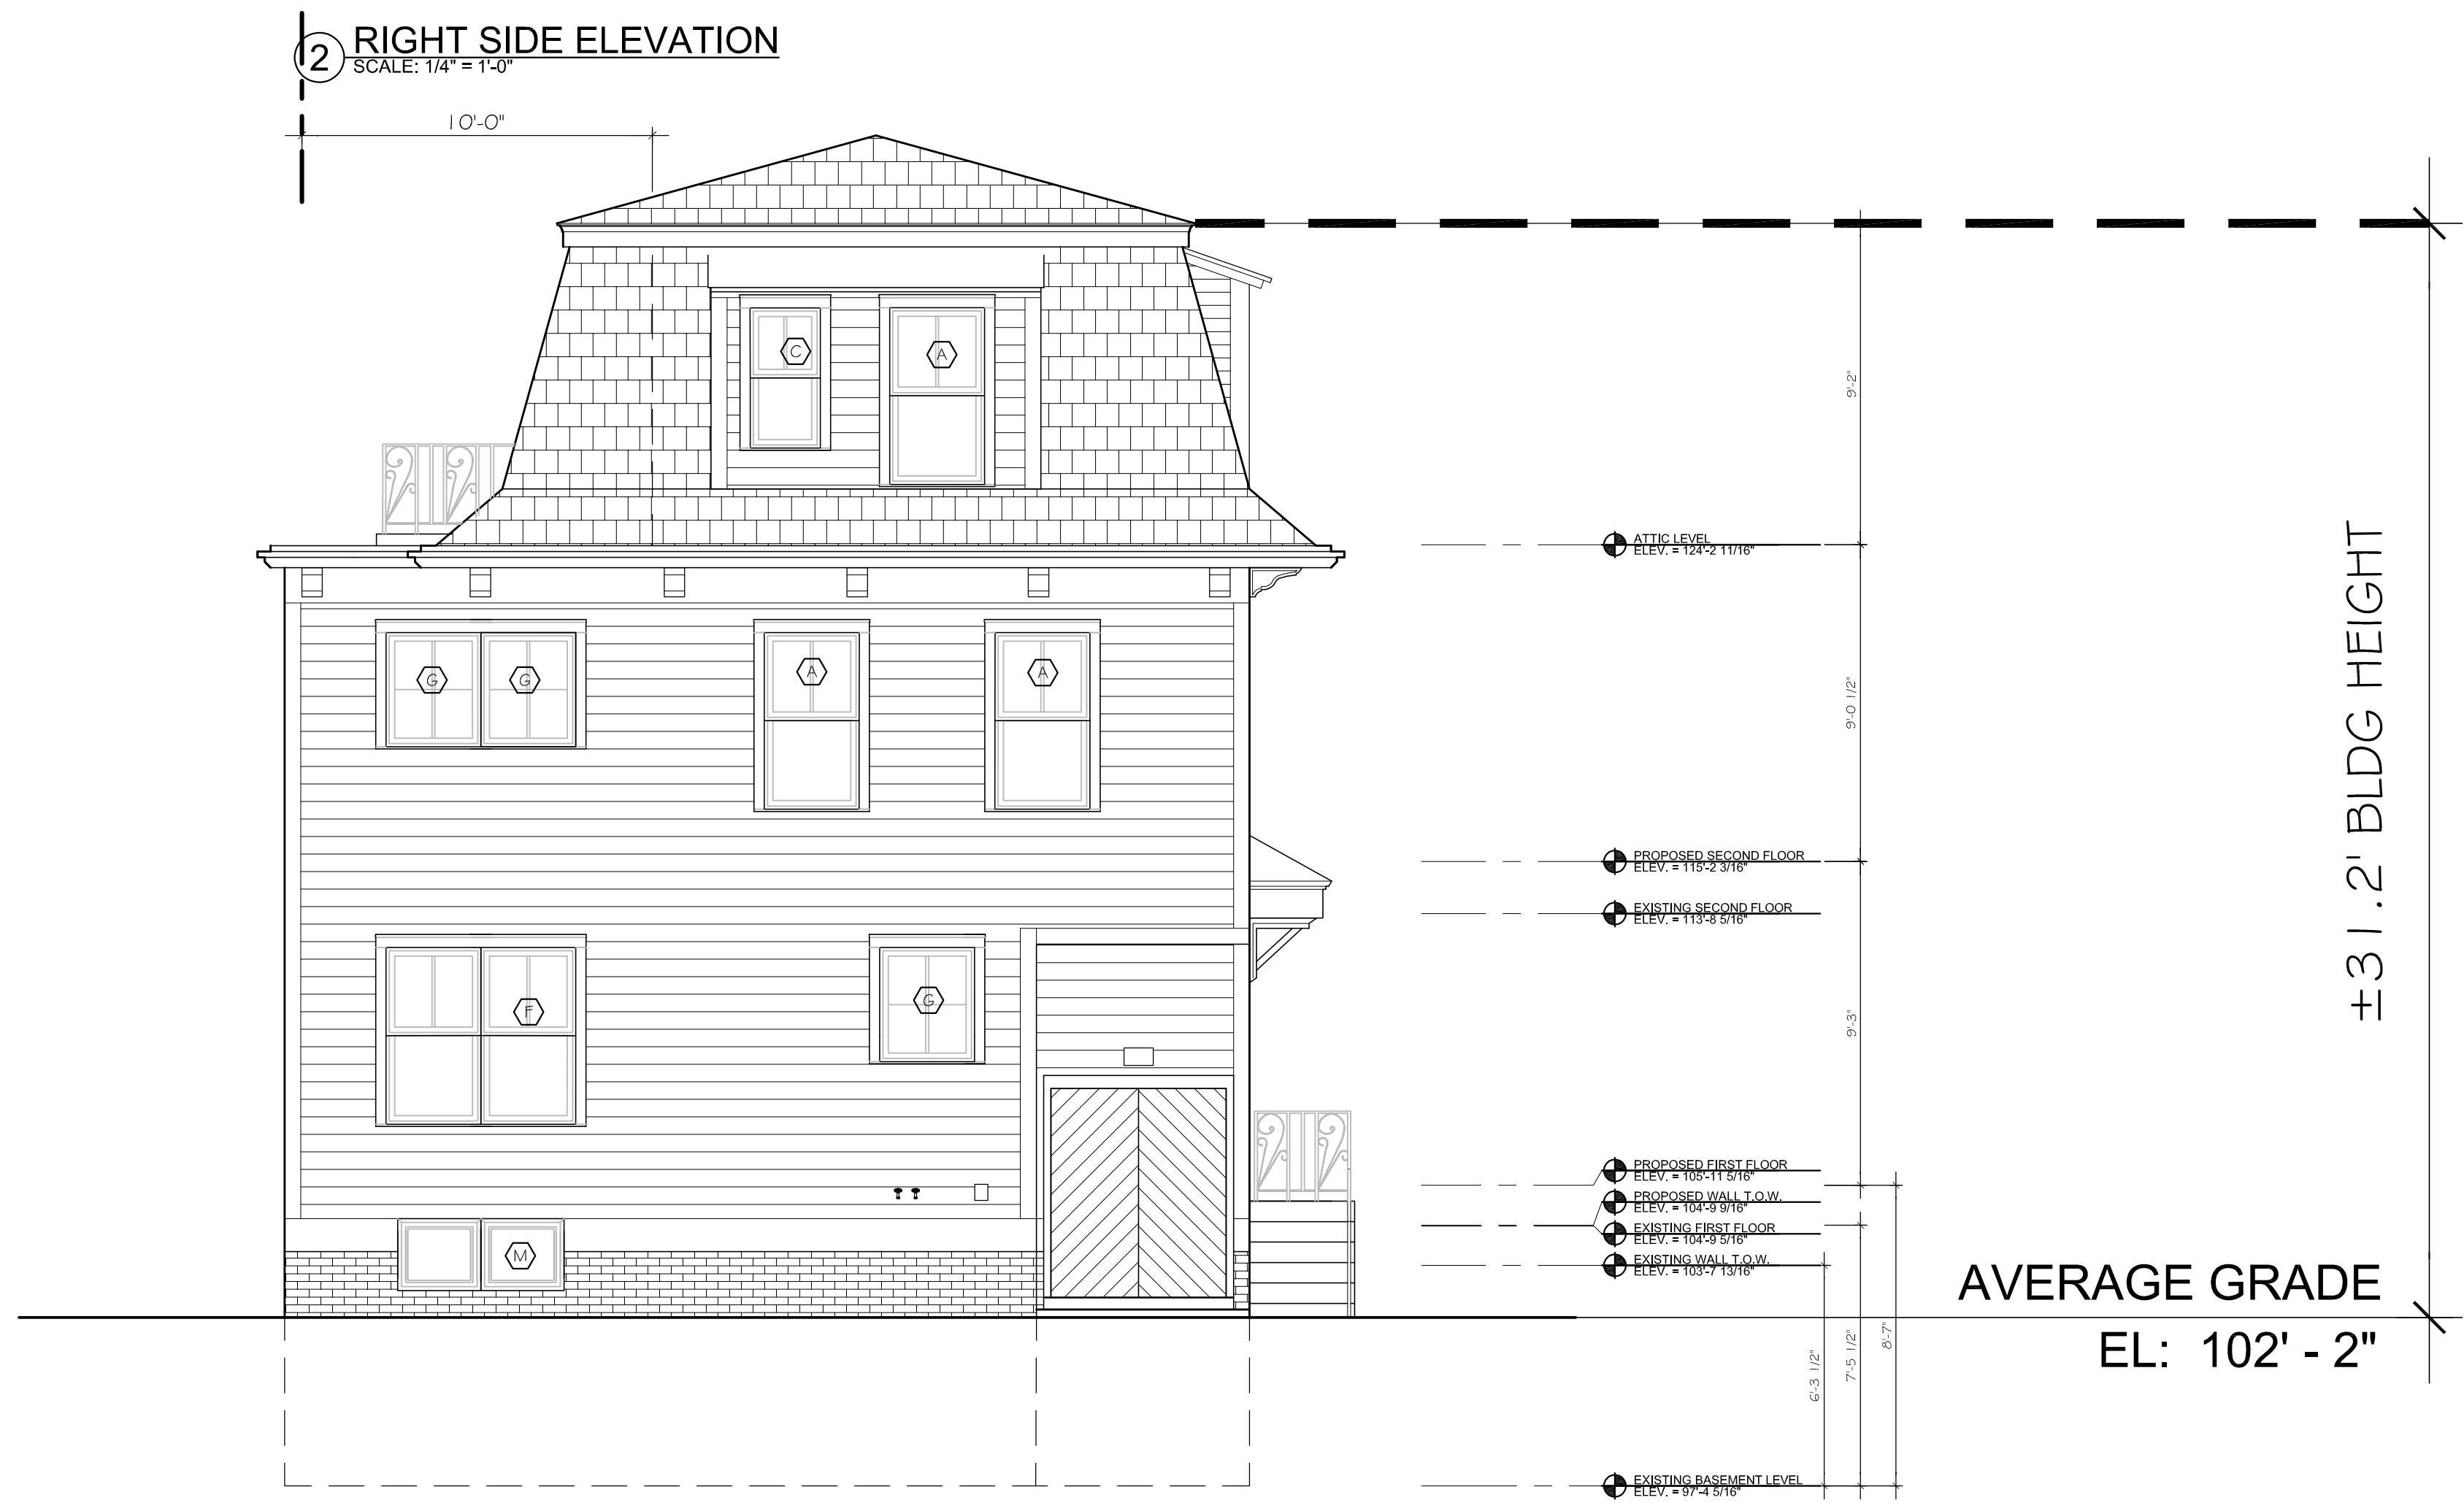 2 RIGHT SIDE ELEVATION
SCALE: 1/4" = 1'-0"
10'-0"
C
A
9'-2"
ATTIC LEVEL
ELEV. = 124'-2 11/16"
G
G
A
A
9'-0 1/2"
±31.2' BLDG HEIGHT
PROPOSED SECOND FLOOR
ELEV. = 115'-2 3/16"
EXISTING SECOND FLOOR
ELEV. = 113'-8 5/16"
F
G
9'-3"
PROPOSED FIRST FLOOR
ELEV. = 105'-11 5/16"
PROPOSED WALL T.O.W.
ELEV. = 104'-9 9/16"
EXISTING FIRST FLOOR
ELEV. = 104'-9 5/16"
EXISTING WALL T.O.W.
ELEV. = 103'-7 13/16"
M
AVERAGE GRADE
EL: 102' - 2"
6'-3 1/2"
7'-5 1/2"
8'-7"
EXISTING BASEMENT LEVEL
ELEV. = 97'-4 5/16"